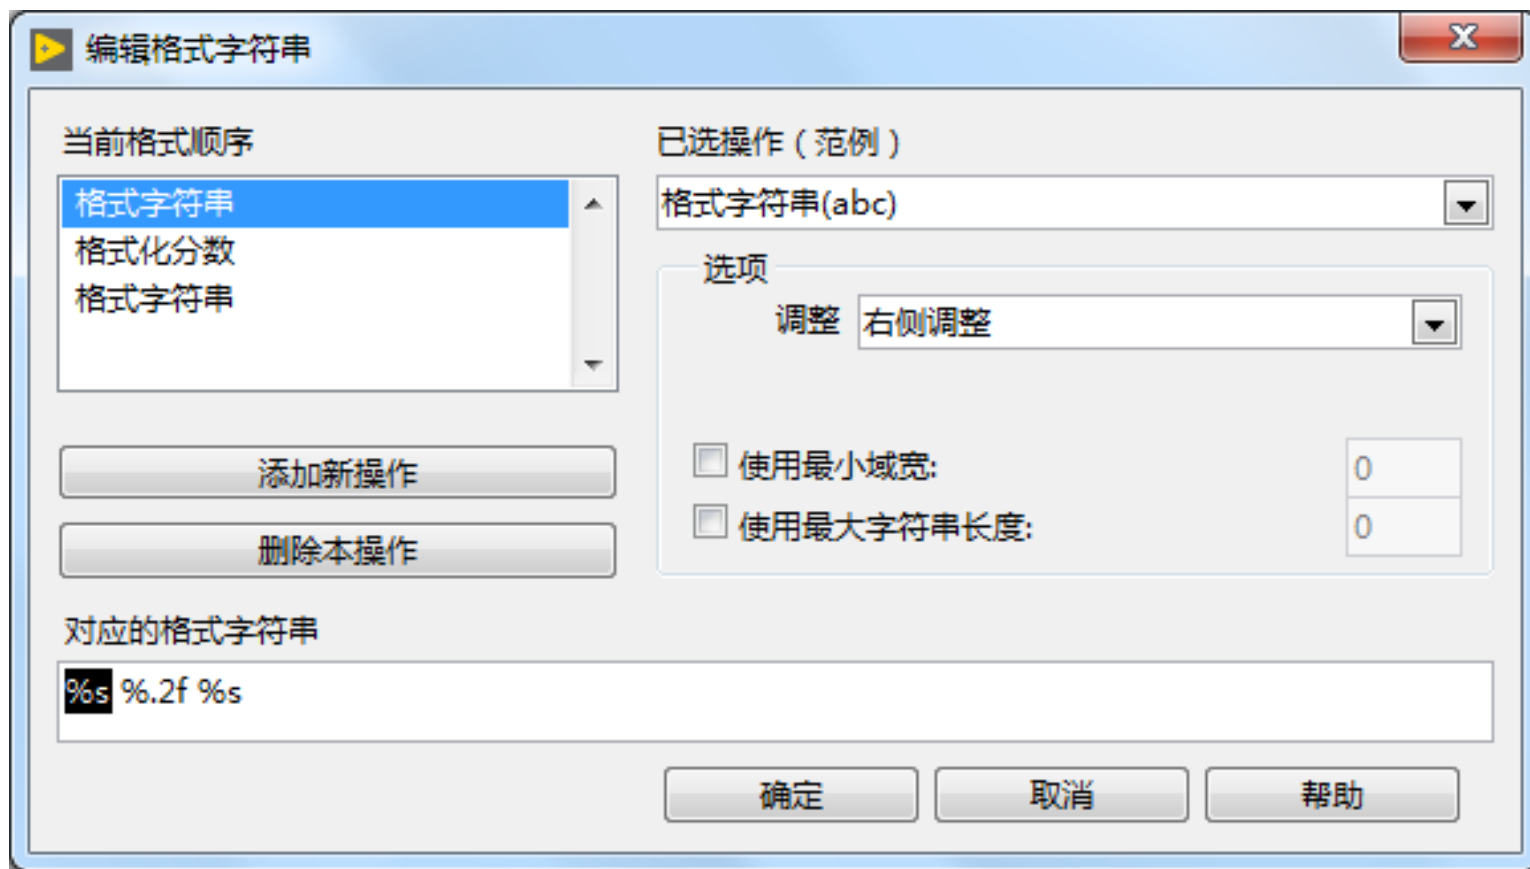 编辑格式字符串
当前格式顺序
格式字符串
格式化分数
格式字符串
添加新操作
删除本操作
已选操作（范例）
格式字符串(abc)
选项
调整 右侧调整
使用最小域宽: 0
使用最大字符串长度: 0
对应的格式字符串
%s %.2f %s
确定 取消 帮助